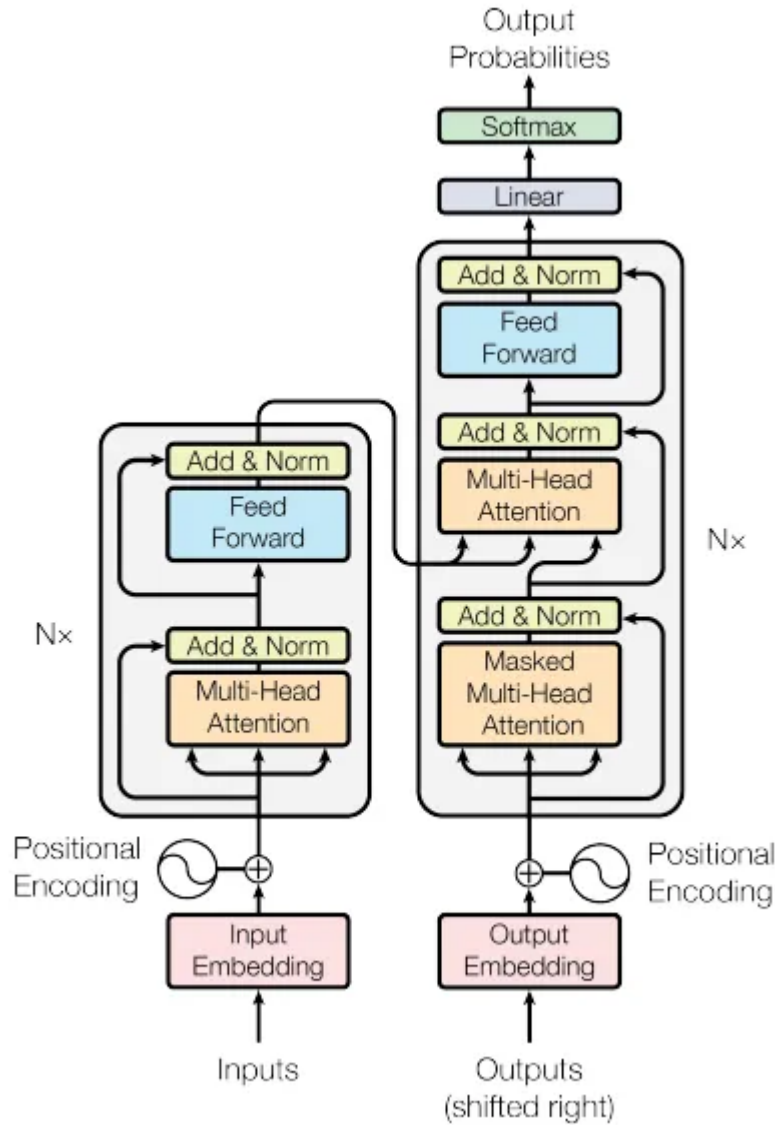 Output
Probabilities
Softmax
Linear
Add & Norm
Feed
Forward
Add & Norm
Multi-Head
Attention
Add & Norm
Masked
Multi-Head
Attention
Nx
Positional
Encoding
Output
Embedding
Outputs
(shifted right)
Add & Norm
Feed
Forward
Add & Norm
Multi-Head
Attention
Nx
Positional
Encoding
Input
Embedding
Inputs